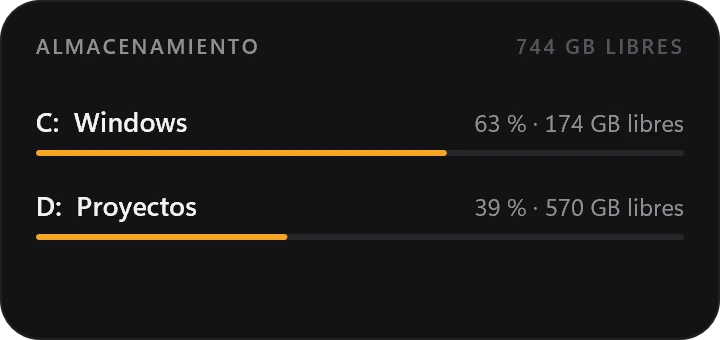 ALMACENAMIENTO 744 GB LIBRES
C: Windows 63 % · 174 GB libres
D: Proyectos 39 % · 570 GB libres